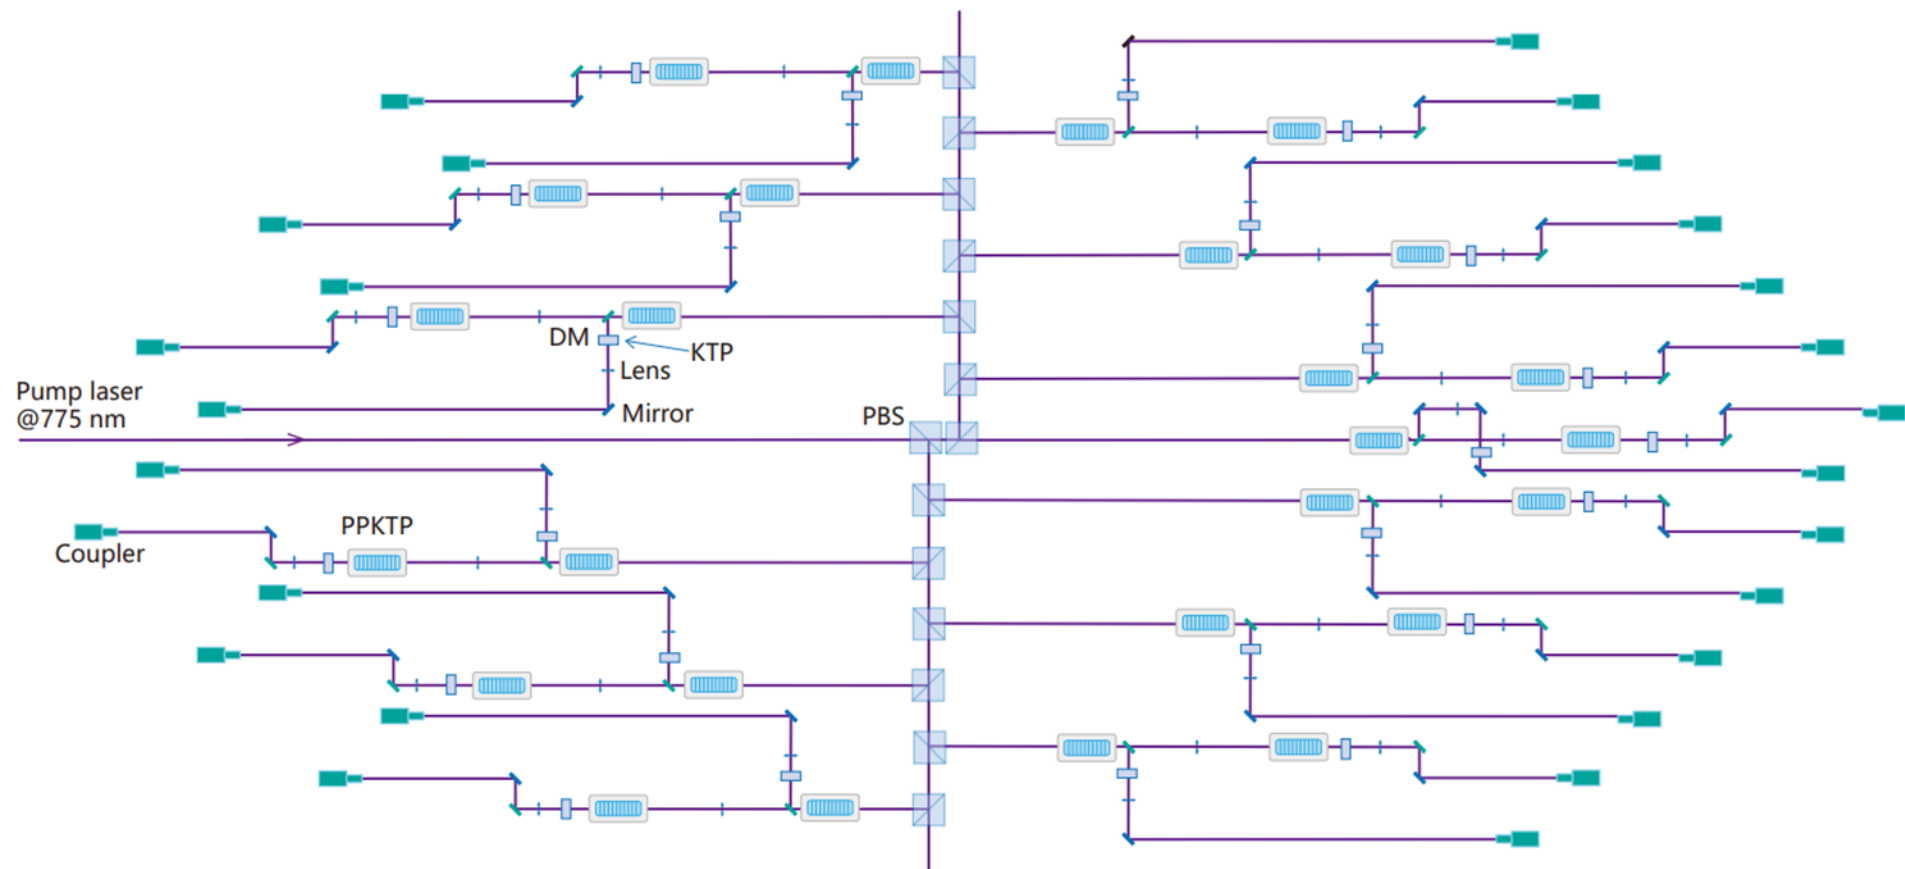 DM
KTP
Lens
Pump laser
@775 nm
Mirror
PBS
PPKTP
Coupler